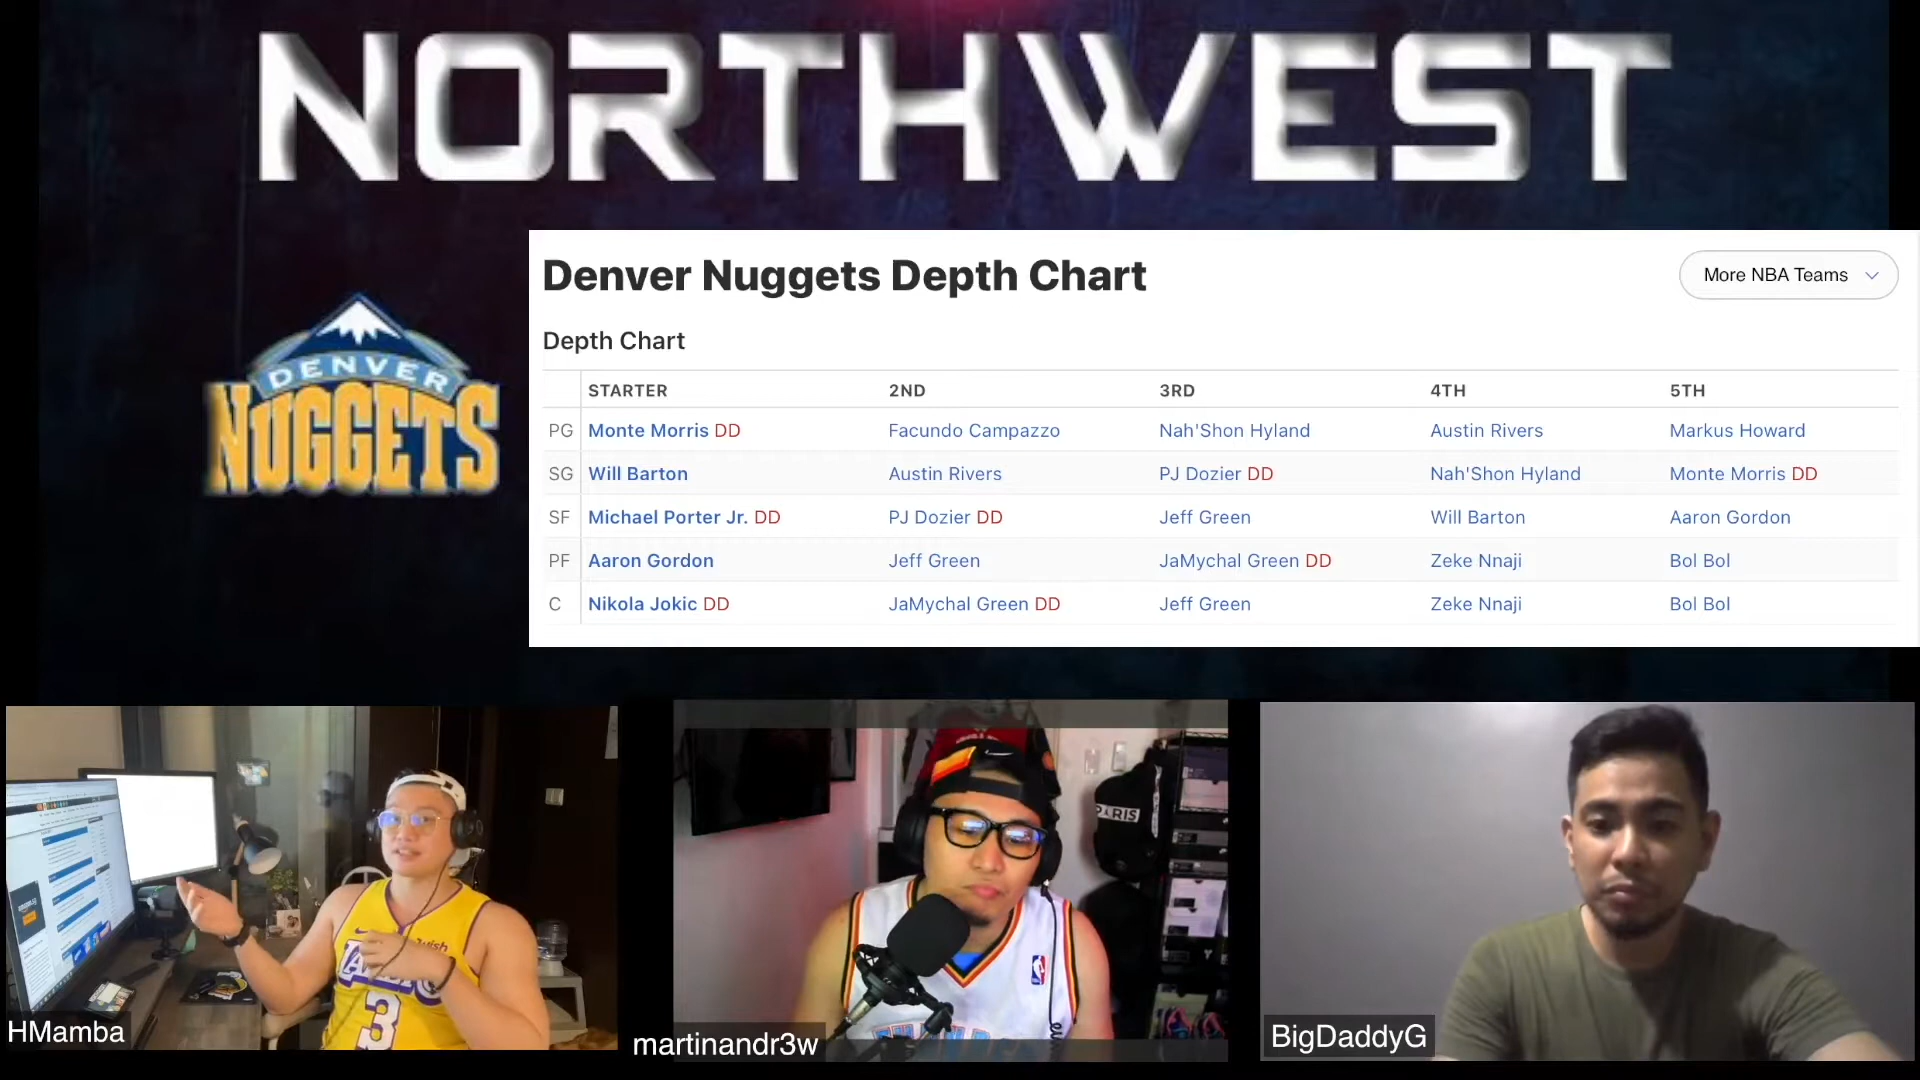 NORTHWEST
Denver Nuggets Depth Chart
More NBA Teams
DENVER
NUGGETS
Depth Chart
STARTER 2ND 3RD 4TH 5TH
PG Monte Morris DD Facundo Campazzo Nah'Shon Hyland Austin Rivers Markus Howard
SG Will Barton Austin Rivers PJ Dozier DD Nah'Shon Hyland Monte Morris DD
SF Michael Porter Jr. DD PJ Dozier DD Jeff Green Will Barton Aaron Gordon
PF Aaron Gordon Jeff Green JaMychal Green DD Zeke Nnaji Bol Bol
C Nikola Jokic DD JaMychal Green DD Jeff Green Zeke Nnaji Bol Bol
PARIS
wish
3
HMamba
martinandr3w
BigDaddyG